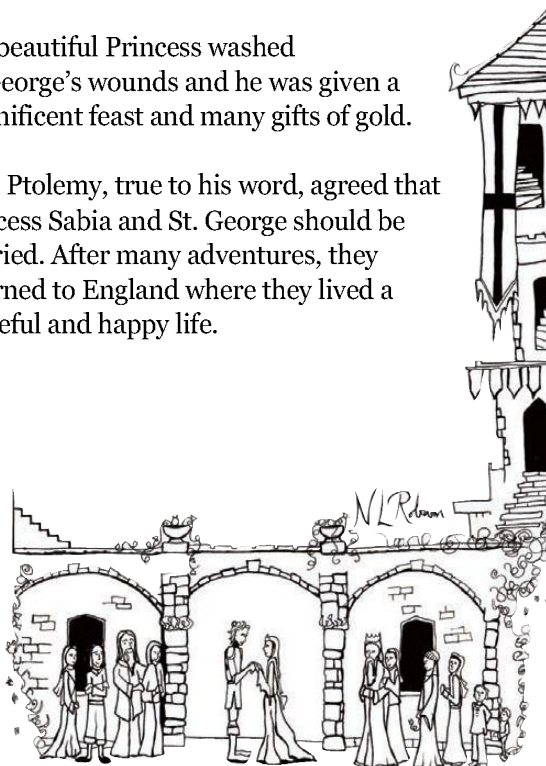 beautiful Princess washed
eorge's wounds and he was given a
nificent feast and many gifts of gold.
Ptolemy, true to his word, agreed that
cess Sabia and St. George should be
ried. After many adventures, they
rned to England where they lived a
eful and happy life.
N L Robinson